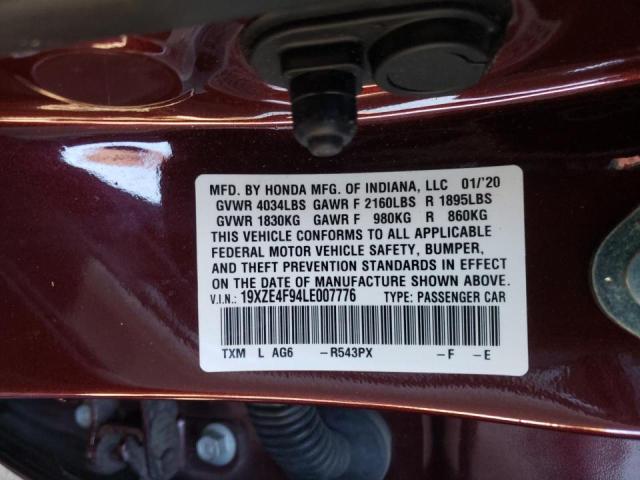 MFD. BY HONDA MFG. OF INDIANA, LLC 01/'20
GVWR 4034LBS GAWR F 2160LBS R 1895LBS
GVWR 1830KG GAWR F 980KG R 860KG
THIS VEHICLE CONFORMS TO ALL APPLICABLE
FEDERAL MOTOR VEHICLE SAFETY, BUMPER,
AND THEFT PREVENTION STANDARDS IN EFFECT
ON THE DATE OF MANUFACTURE SHOWN ABOVE.
V.I.N.: 19XZE4F94LE007776 TYPE: PASSENGER CAR
TXM L AG6 -R543PX -F -E